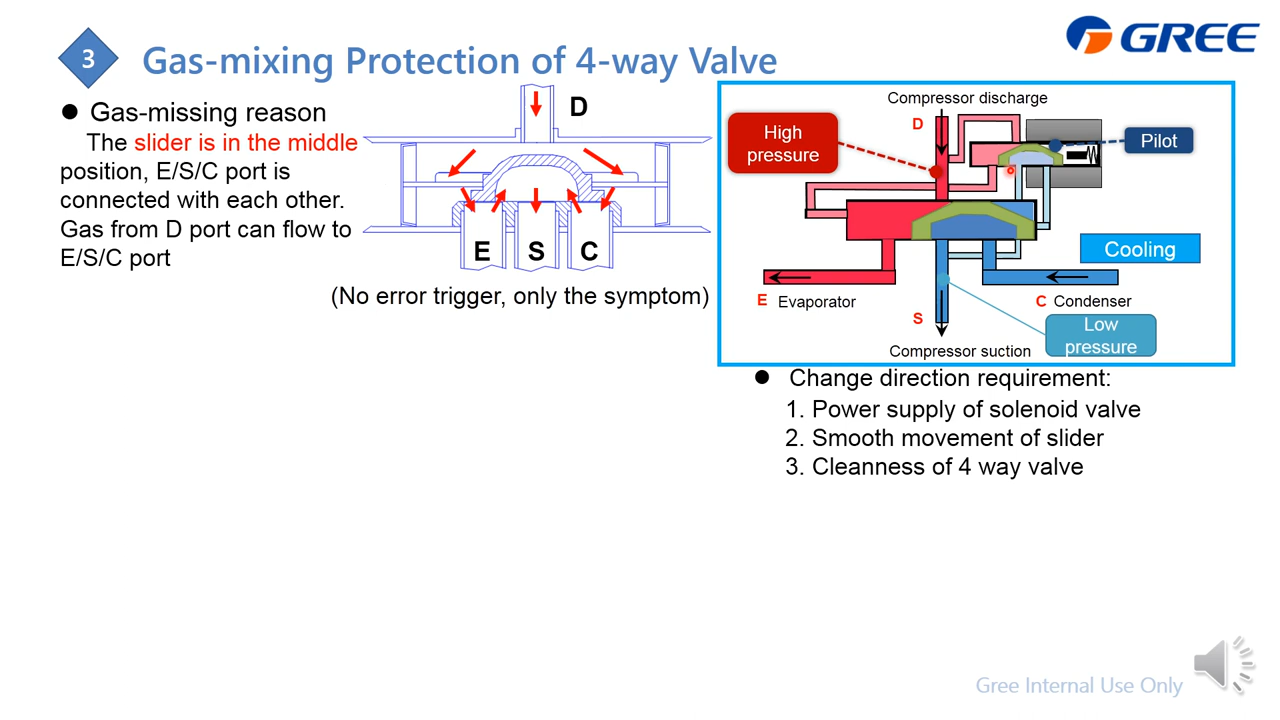 3
Gas-mixing Protection of 4-way Valve
GREE
● Gas-missing reason
The slider is in the middle
position, E/S/C port is
connected with each other.
Gas from D port can flow to
E/S/C port
D
E S C
(No error trigger, only the symptom)
Compressor discharge
D
High
pressure
Pilot
Cooling
E Evaporator
C Condenser
S
Low
pressure
Compressor suction
● Change direction requirement:
1. Power supply of solenoid valve
2. Smooth movement of slider
3. Cleanness of 4 way valve
Gree Internal Use Only